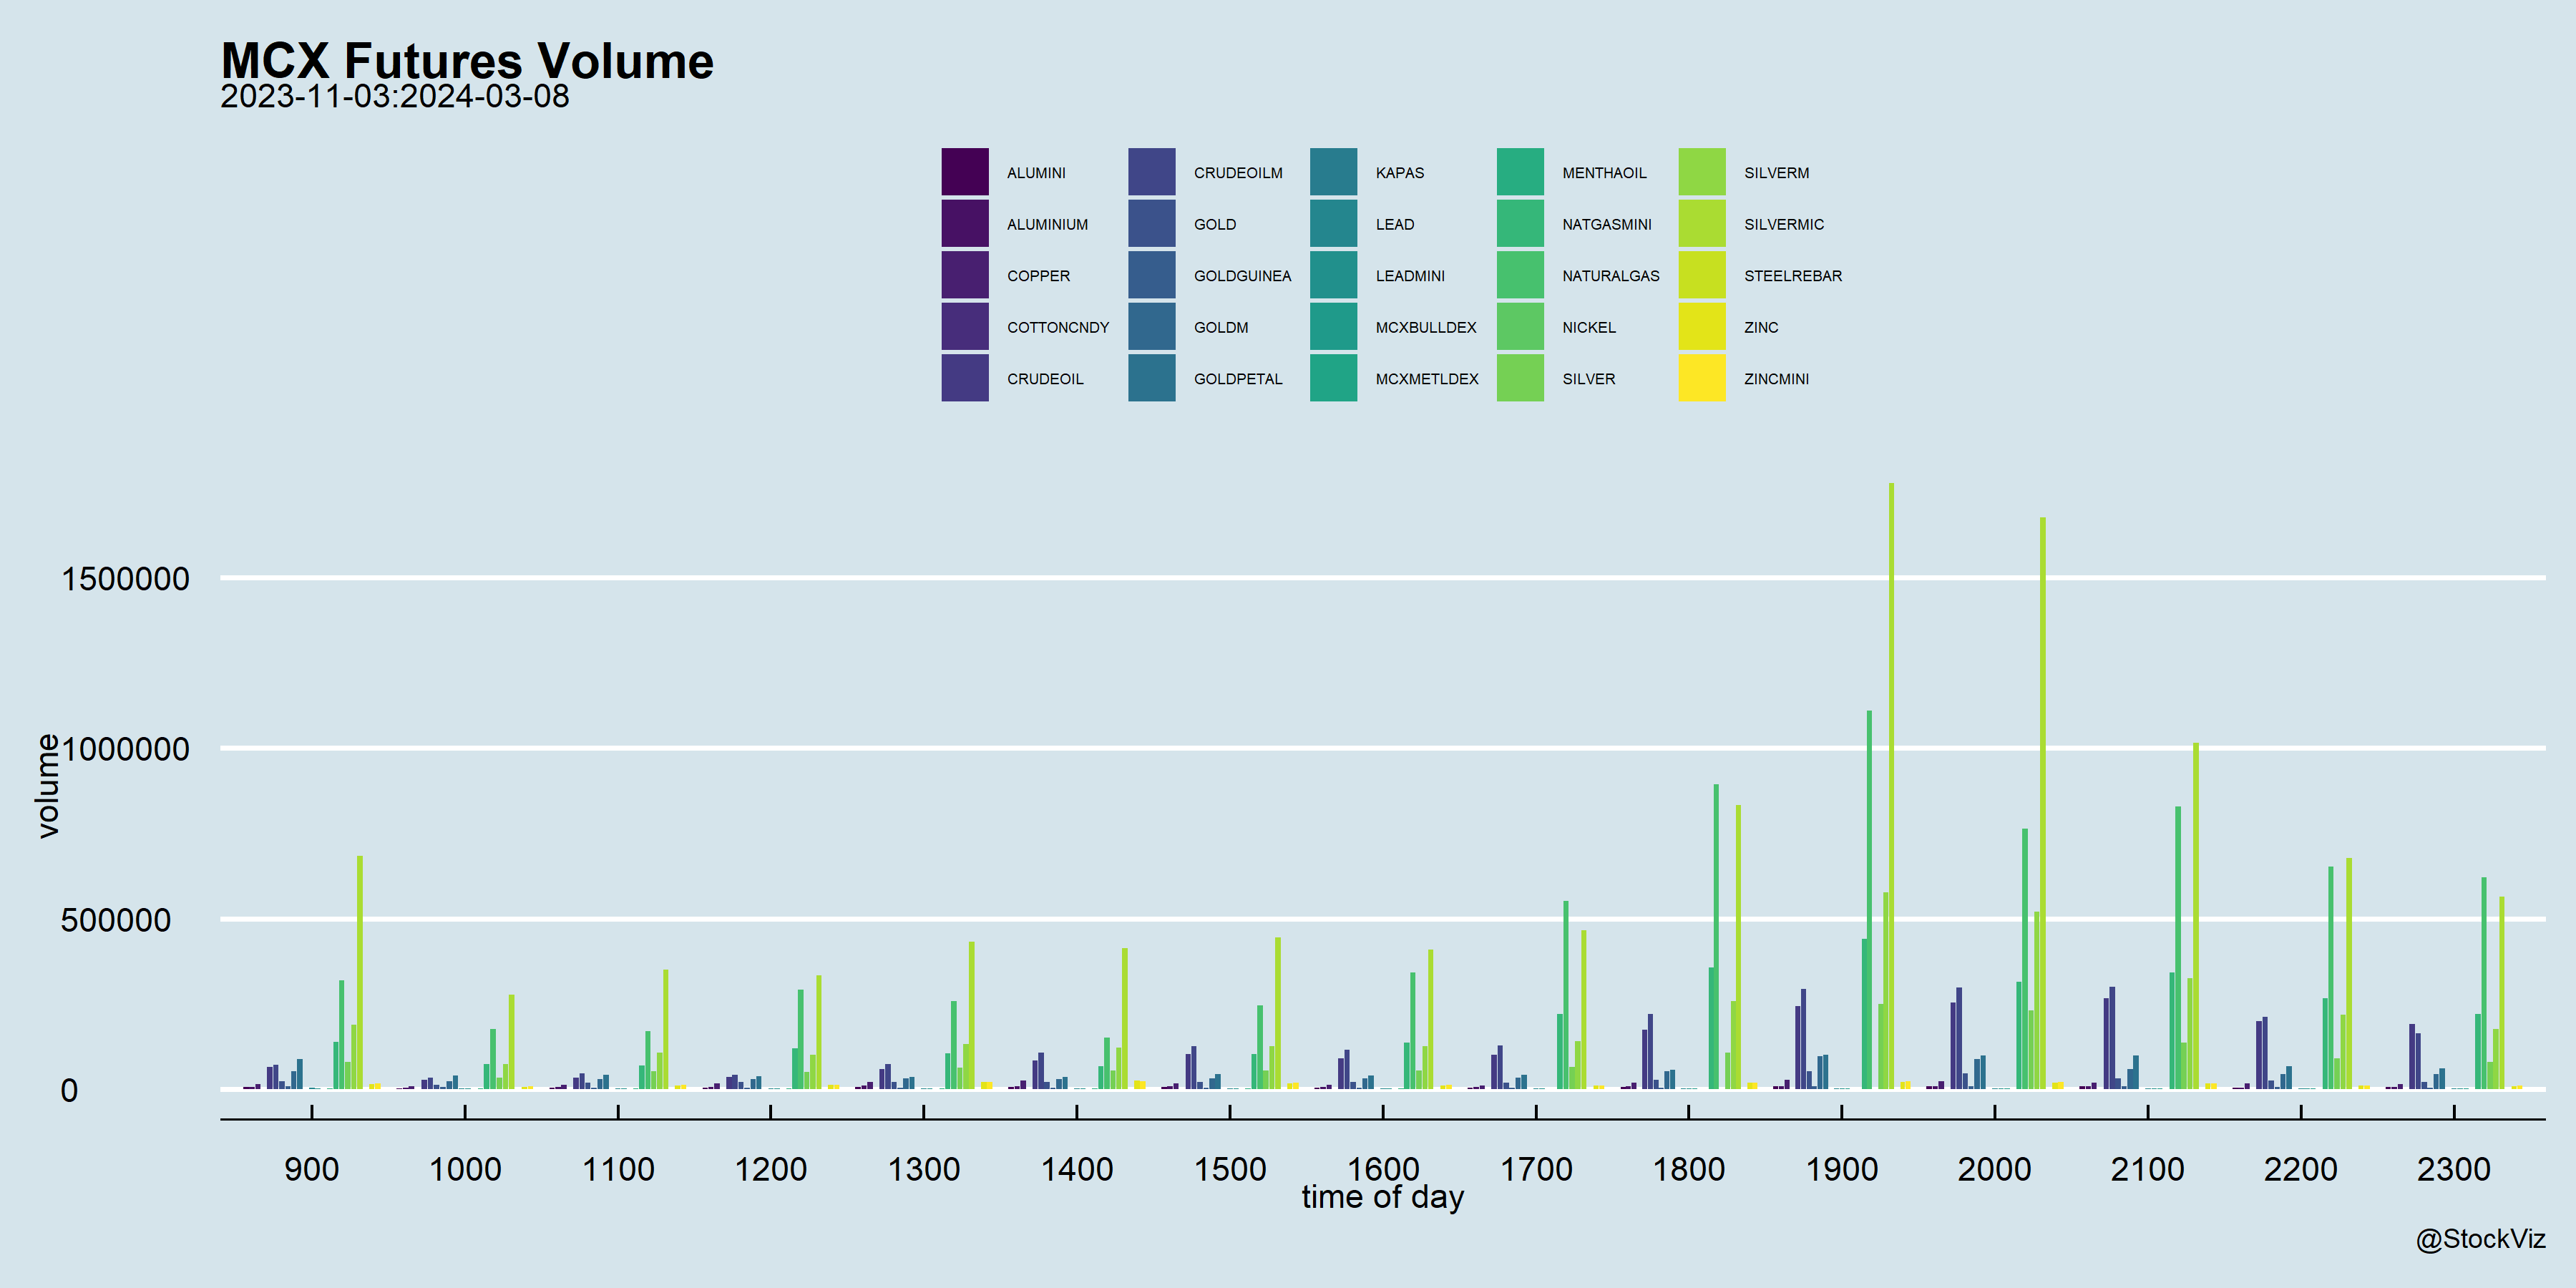 MCX Futures Volume
2023-11-03:2024-03-08
ALUMINI CRUDEOILM KAPAS MENTHAOIL SILVERM
ALUMINIUM GOLD LEAD NATGASMINI SILVERMIC
COPPER GOLDGUINEA LEADMINI NATURALGAS STEELREBAR
COTTONCNDY GOLDM MCXBULLDEX NICKEL ZINC
CRUDEOIL GOLDPETAL MCXMETLDEX SILVER ZINCMINI
volume
1500000
1000000
500000
0
900 1000 1100 1200 1300 1400 1500 1600 1700 1800 1900 2000 2100 2200 2300
time of day
@StockViz